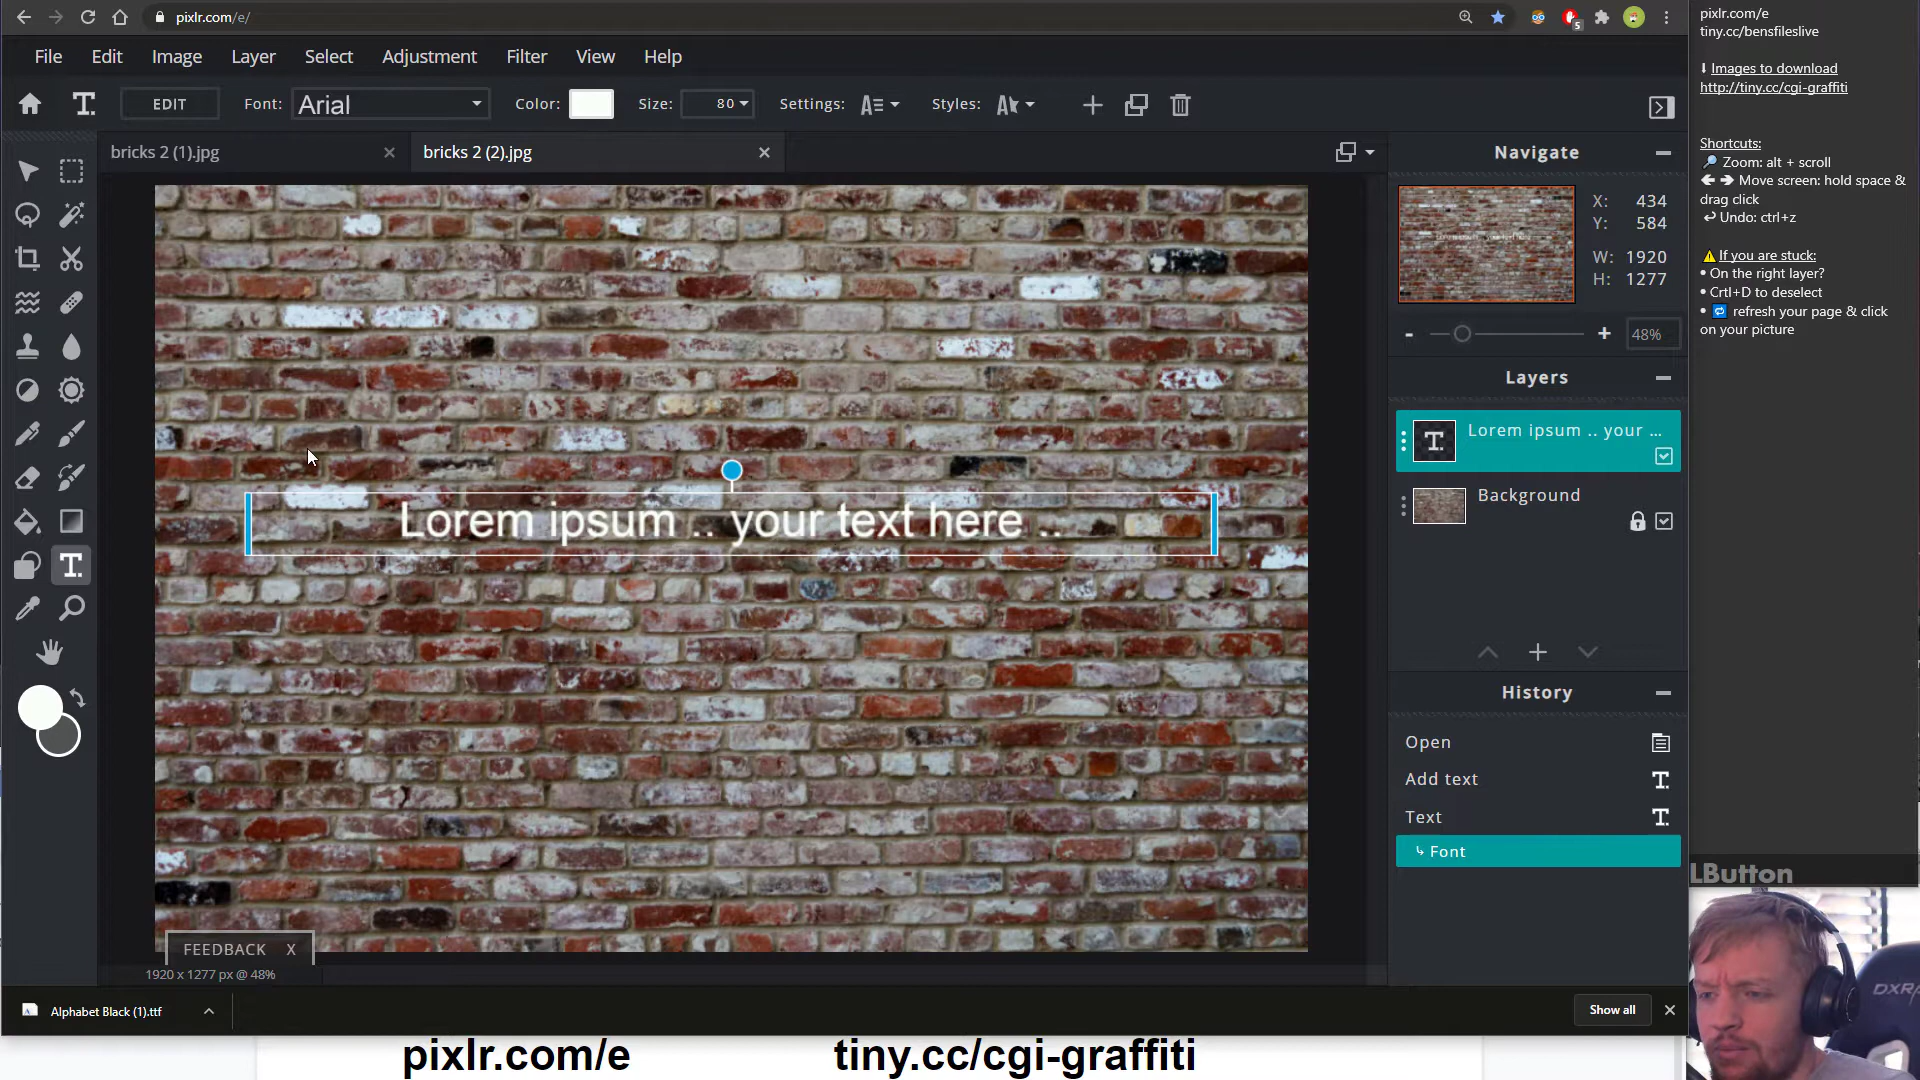 pixlr.com/e/
5
File Edit Image Layer Select Adjustment Filter View Help
T. EDIT Font: Arial Color: Size: 80 Settings: Styles:
bricks 2 (1).jpg
bricks 2 (2).jpg
Lorem ipsum .. your text here ..
FEEDBACK X
1920 x 1277 px @ 48%
Navigate
X: 434
Y: 584
W: 1920
H: 1277
- + 48%
Layers
Lorem ipsum .. your ...
Background
History
Open
Add text
Text
Font
Alphabet Black (1).ttf
Show all
pixlr.com/e tiny.cc/cgi-graffiti
pixlr.com/e
tiny.cc/bensfileslive
⬇ Images to download
http://tiny.cc/cgi-graffiti
Shortcuts:
🔎 Zoom: alt + scroll
🡰 🡲 Move screen: hold space &
drag click
↩ Undo: ctrl+z
⚠ If you are stuck:
• On the right layer?
• Crtl+D to deselect
• 🔁 refresh your page & click
on your picture
LButton
DXR